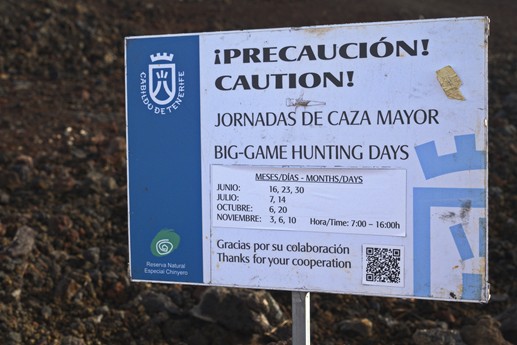 CABILDO DE TENERIFE
¡PRECAUCIÓN!
CAUTION!
JORNADAS DE CAZA MAYOR
BIG-GAME HUNTING DAYS
MESES/DÍAS - MONTHS/DAYS
JUNIO: 16, 23, 30
JULIO: 7, 14
OCTUBRE: 6, 20
NOVIEMBRE: 3, 6, 10 Hora/Time: 7:00 - 16:00h
Gracias por su colaboración
Thanks for your cooperation
Reserva Natural
Especial Chinyero